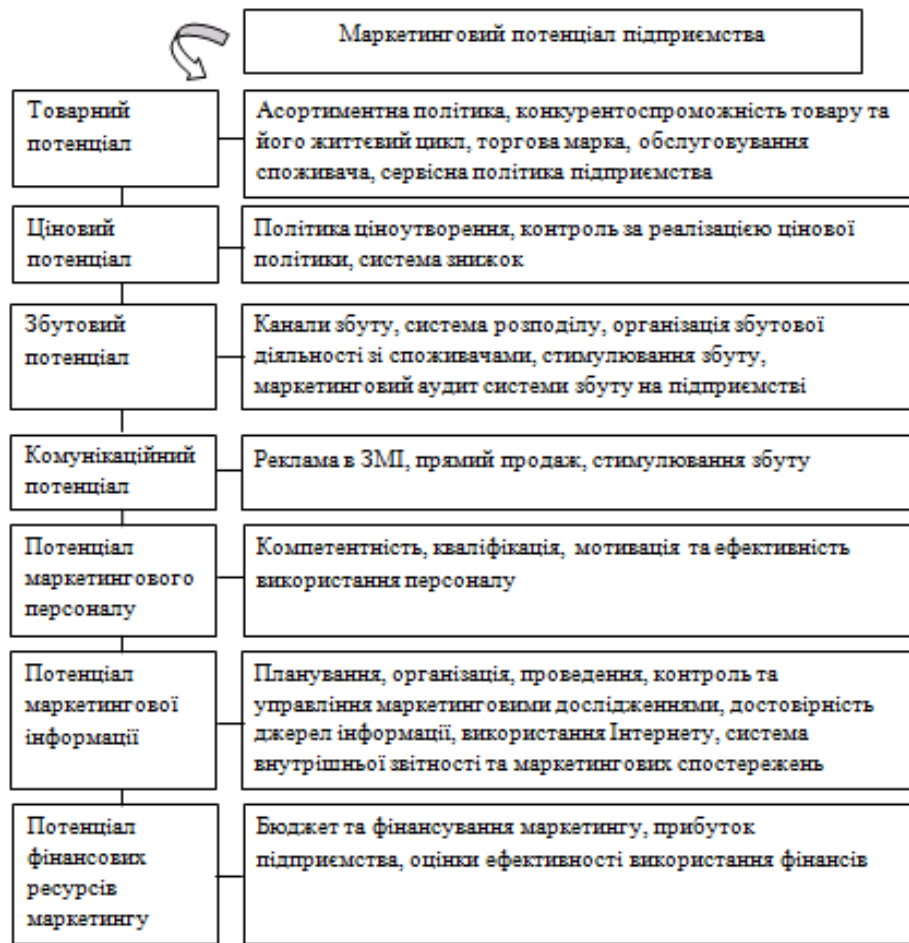 Маркетинговий потенціал підприємства
Товарний
потенціал
Асортиментна політика, конкурентоспроможність товару та
його життєвий цикл, торгова марка, обслуговування
споживача, сервісна політика підприємства
Ціновий
потенціал
Політика ціноутворення, контроль за реалізацією цінової
політики, система знижок
Збутовий
потенціал
Канали збуту, система розподілу, організація збутової
діяльності зі споживачами, стимулювання збуту,
маркетинговий аудит системи збуту на підприємстві
Комунікаційний
потенціал
Реклама в ЗМІ, прямий продаж, стимулювання збуту
Потенціал
маркетингового
персоналу
Компетентність, кваліфікація, мотивація та ефективність
використання персоналу
Потенціал
маркетингової
інформації
Планування, організація, проведення, контроль та
управління маркетинговими дослідженнями, достовірність
джерел інформації, використання Інтернету, система
внутрішньої звітності та маркетингових спостережень
Потенціал
фінансових
ресурсів
маркетингу
Бюджет та фінансування маркетингу, прибуток
підприємства, оцінки ефективності використання фінансів